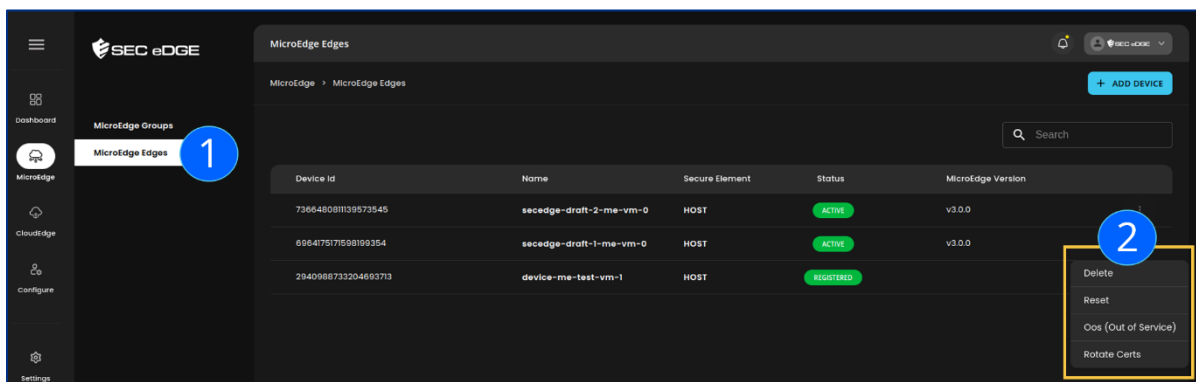 SEC eDGE
MicroEdge Edges
SEC eDGE
MicroEdge > MicroEdge Edges
+ ADD DEVICE
Dashboard
MicroEdge Groups
Search
MicroEdge Edges
1
MicroEdge
Device Id Name Secure Element Status MicroEdge Version
7366480811139573545 secedge-draft-2-me-vm-0 HOST ACTIVE v3.0.0
CloudEdge
6964175171598199354 secedge-draft-1-me-vm-0 HOST ACTIVE v3.0.0
2
2940988733204693713 device-me-test-vm-1 HOST REGISTERED
Configure
Delete
Reset
Oos (Out of Service)
Rotate Certs
Settings